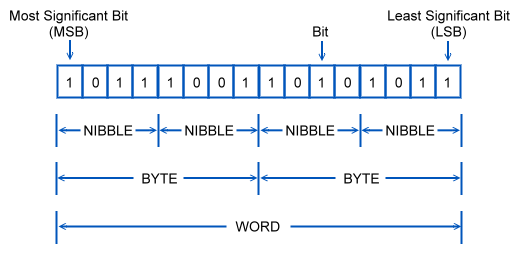 Most Significant Bit
(MSB)
Bit
Least Significant Bit
(LSB)
1 0 1 1 1 0 0 1 1 0 1 0 1 0 1 1
NIBBLE NIBBLE NIBBLE NIBBLE
BYTE BYTE
WORD